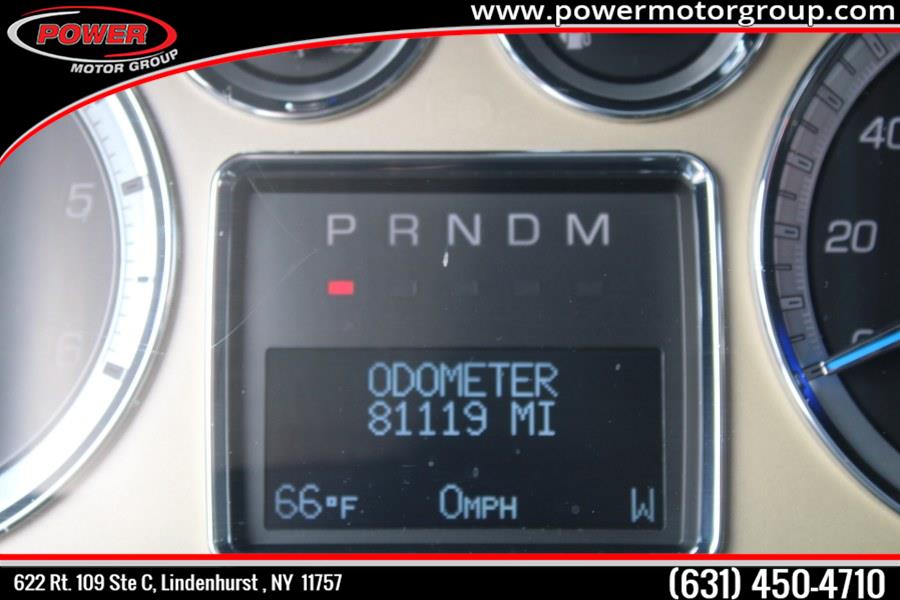 POWER
MOTOR GROUP
www.powermotorgroup.com
5
6
40
20
P R N D M
ODOMETER
81119 MI
66°F 0MPH W
622 Rt. 109 Ste C, Lindenhurst , NY 11757
(631) 450-4710